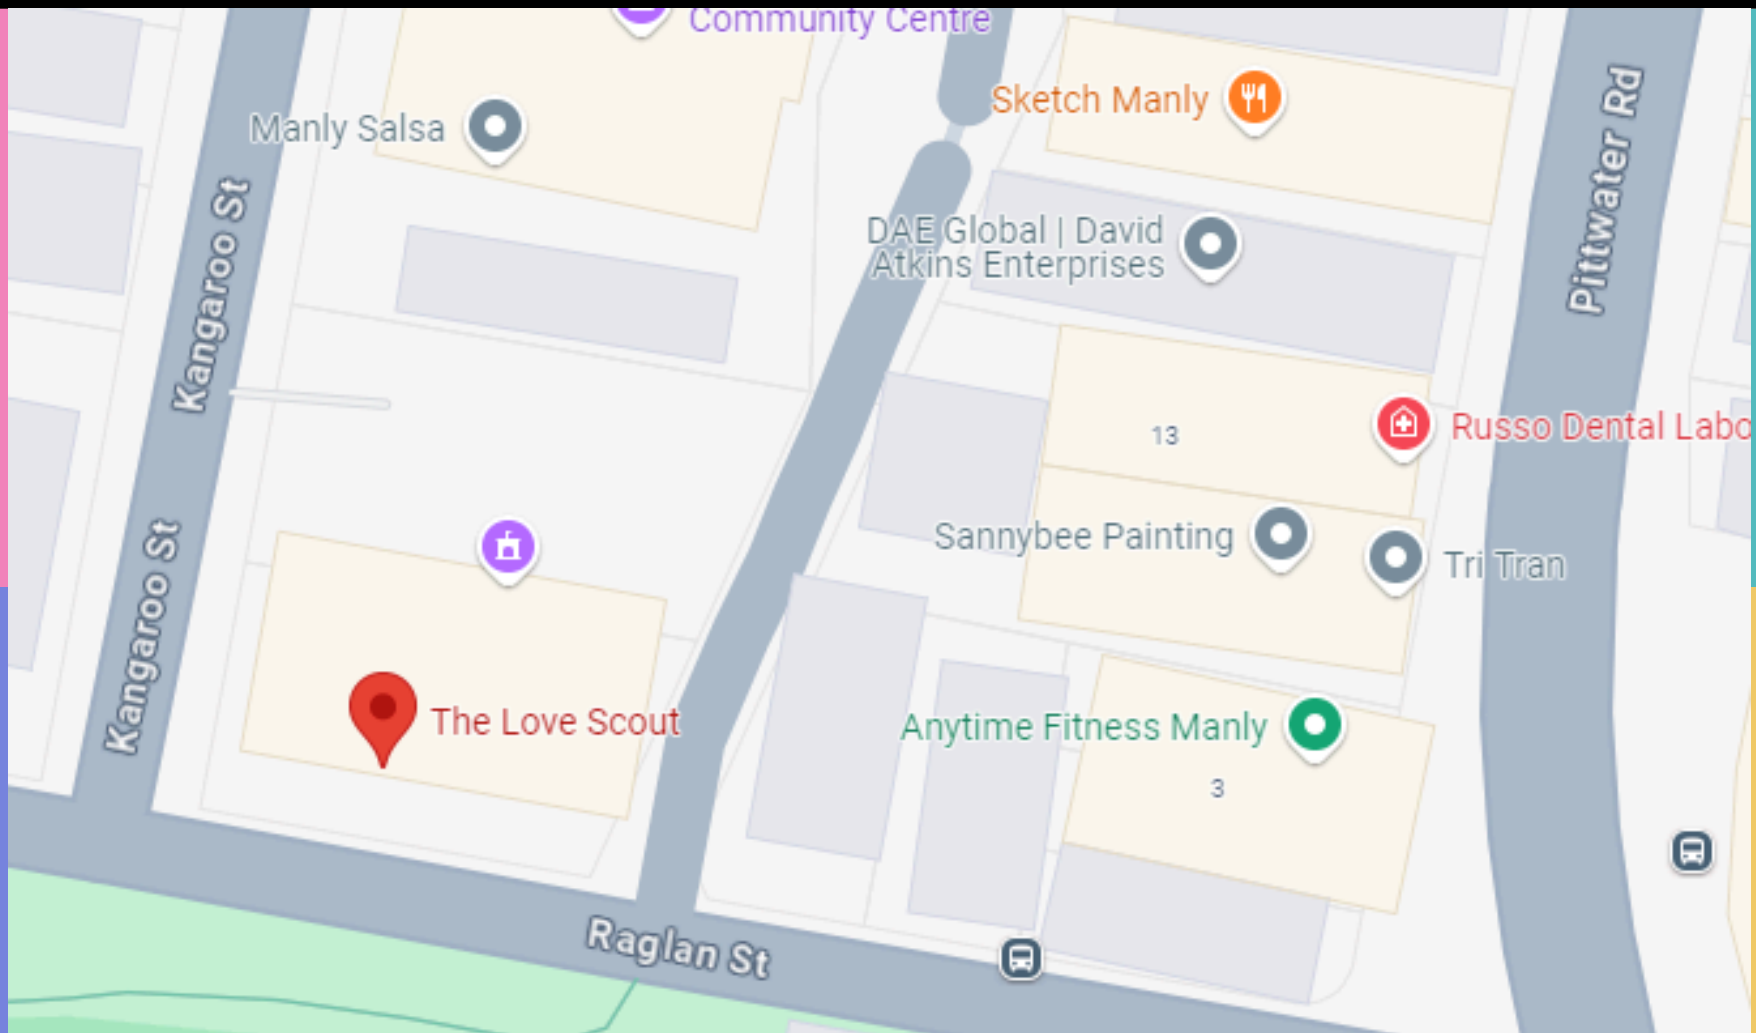 Community Centre
Sketch Manly
Manly Salsa
Pittwater Rd
Kangaroo St
DAE Global | David
Atkins Enterprises
13
Russo Dental Labo
Sannybee Painting
Tri Tran
Kangaroo St
The Love Scout
Anytime Fitness Manly
3
Raglan St